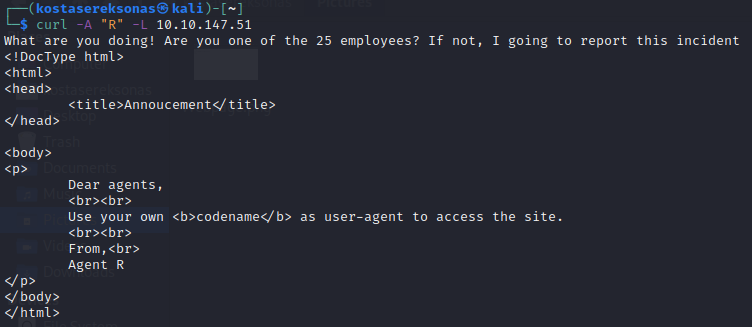 ┌──(kostasereksonas㉿kali)-[~]
└─$ curl -A "R" -L 10.10.147.51
What are you doing! Are you one of the 25 employees? If not, I going to report this incident
<!DocType html>
<html>
<head>
        <title>Annoucement</title>
</head>

<body>
<p>
        Dear agents,
        <br><br>
        Use your own <b>codename</b> as user-agent to access the site.
        <br><br>
        From,<br>
        Agent R
</p>
</body>
</html>